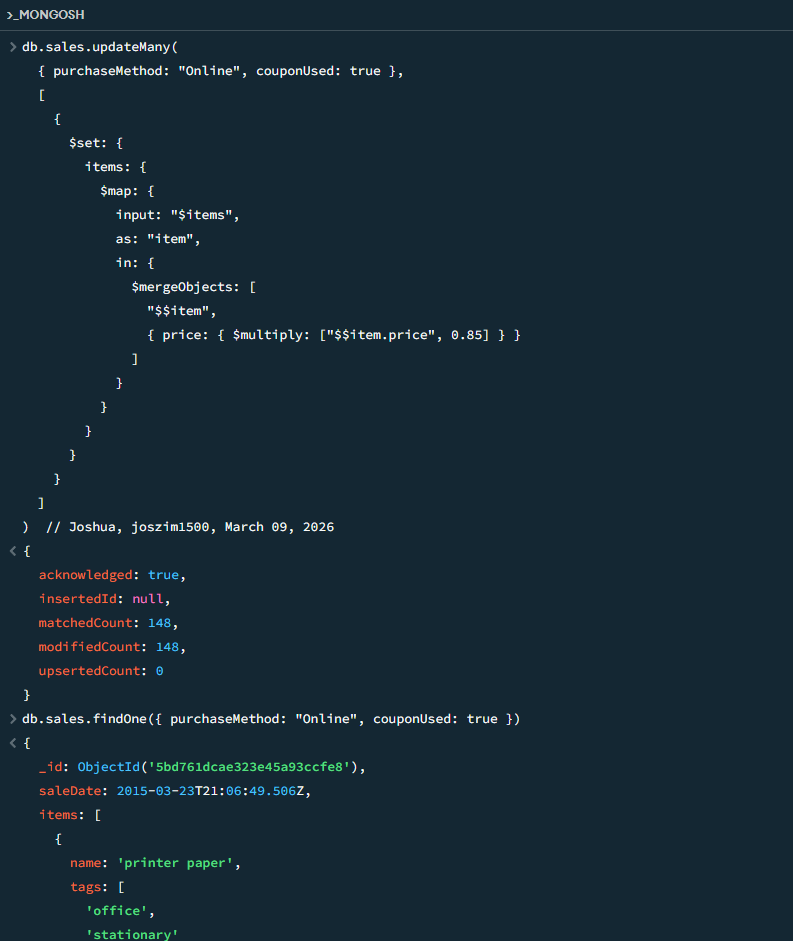 >_MONGOSH
> db.sales.updateMany(
{ purchaseMethod: "Online", couponUsed: true },
[
{
$set: {
items: {
$map: {
input: "$items",
as: "item",
in: {
$mergeObjects: [
"$$item",
{ price: { $multiply: ["$$item.price", 0.85] } }
]
}
}
}
}
}
]
)  // Joshua, joszim1500, March 09, 2026
< {
acknowledged: true,
insertedId: null,
matchedCount: 148,
modifiedCount: 148,
upsertedCount: 0
}
> db.sales.findOne({ purchaseMethod: "Online", couponUsed: true })
< {
_id: ObjectId('5bd761dcae323e45a93ccfe8'),
saleDate: 2015-03-23T21:06:49.506Z,
items: [
{
name: 'printer paper',
tags: [
'office',
'stationary'